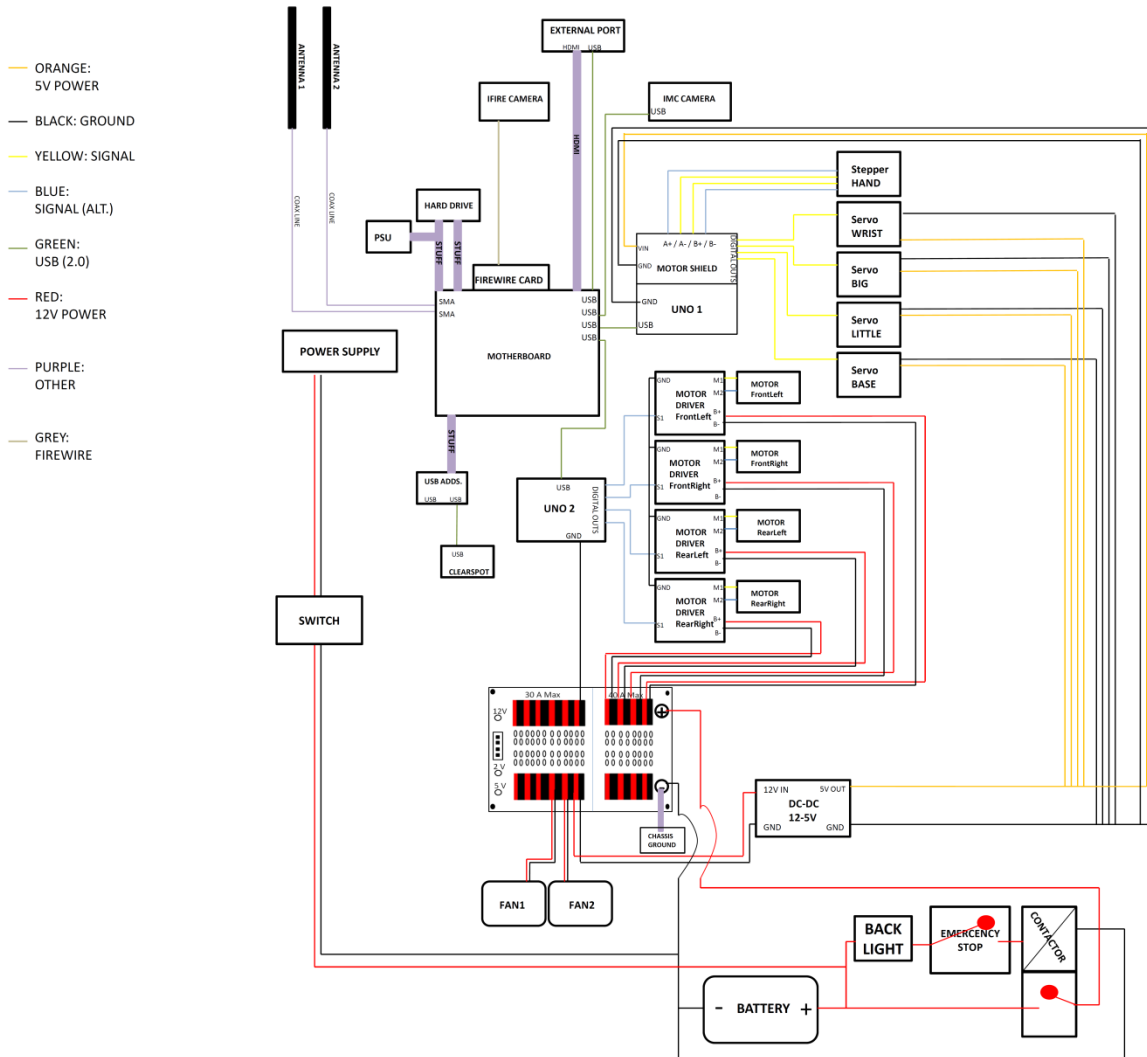 ORANGE:
5V POWER
BLACK: GROUND
YELLOW: SIGNAL
BLUE:
SIGNAL (ALT.)
GREEN:
USB (2.0)
RED:
12V POWER
PURPLE:
OTHER
GREY:
FIREWIRE
ANTENNA 1
ANTENNA 2
COAX LINE
COAX LINE
EXTERNAL PORT
HDMI USB
HDMI
IFIRE CAMERA
IMC CAMERA
USB
HARD DRIVE
PSU
STUFF
STUFF
FIREWIRE CARD
SMA
SMA
USB
USB
USB
USB
MOTHERBOARD
POWER SUPPLY
STUFF
USB ADDS.
USB USB
USB
CLEARSPOT
SWITCH
A+ / A- / B+ / B-
VIN
GND
DIGITAL OUTS
MOTOR SHIELD
GND
UNO 1
USB
Stepper
HAND
Servo
WRIST
Servo
BIG
Servo
LITTLE
Servo
BASE
GND
M1
M2
MOTOR
DRIVER
FrontLeft
S1
B+
B-
MOTOR
FrontLeft
GND
M1
M2
MOTOR
DRIVER
FrontRight
S1
B+
B-
MOTOR
FrontRight
GND
M1
M2
MOTOR
DRIVER
RearLeft
S1
B+
B-
MOTOR
RearLeft
GND
M1
M2
MOTOR
DRIVER
RearRight
S1
B+
B-
MOTOR
RearRight
USB
UNO 2
DIGITAL OUTS
GND
30 A Max
40 A Max
12V
2 V
5 V
CHASSIS
GROUND
12V IN
5V OUT
DC-DC
12-5V
GND
GND
FAN1
FAN2
BACK
LIGHT
EMERCENCY
STOP
CONTACTOR
- BATTERY +